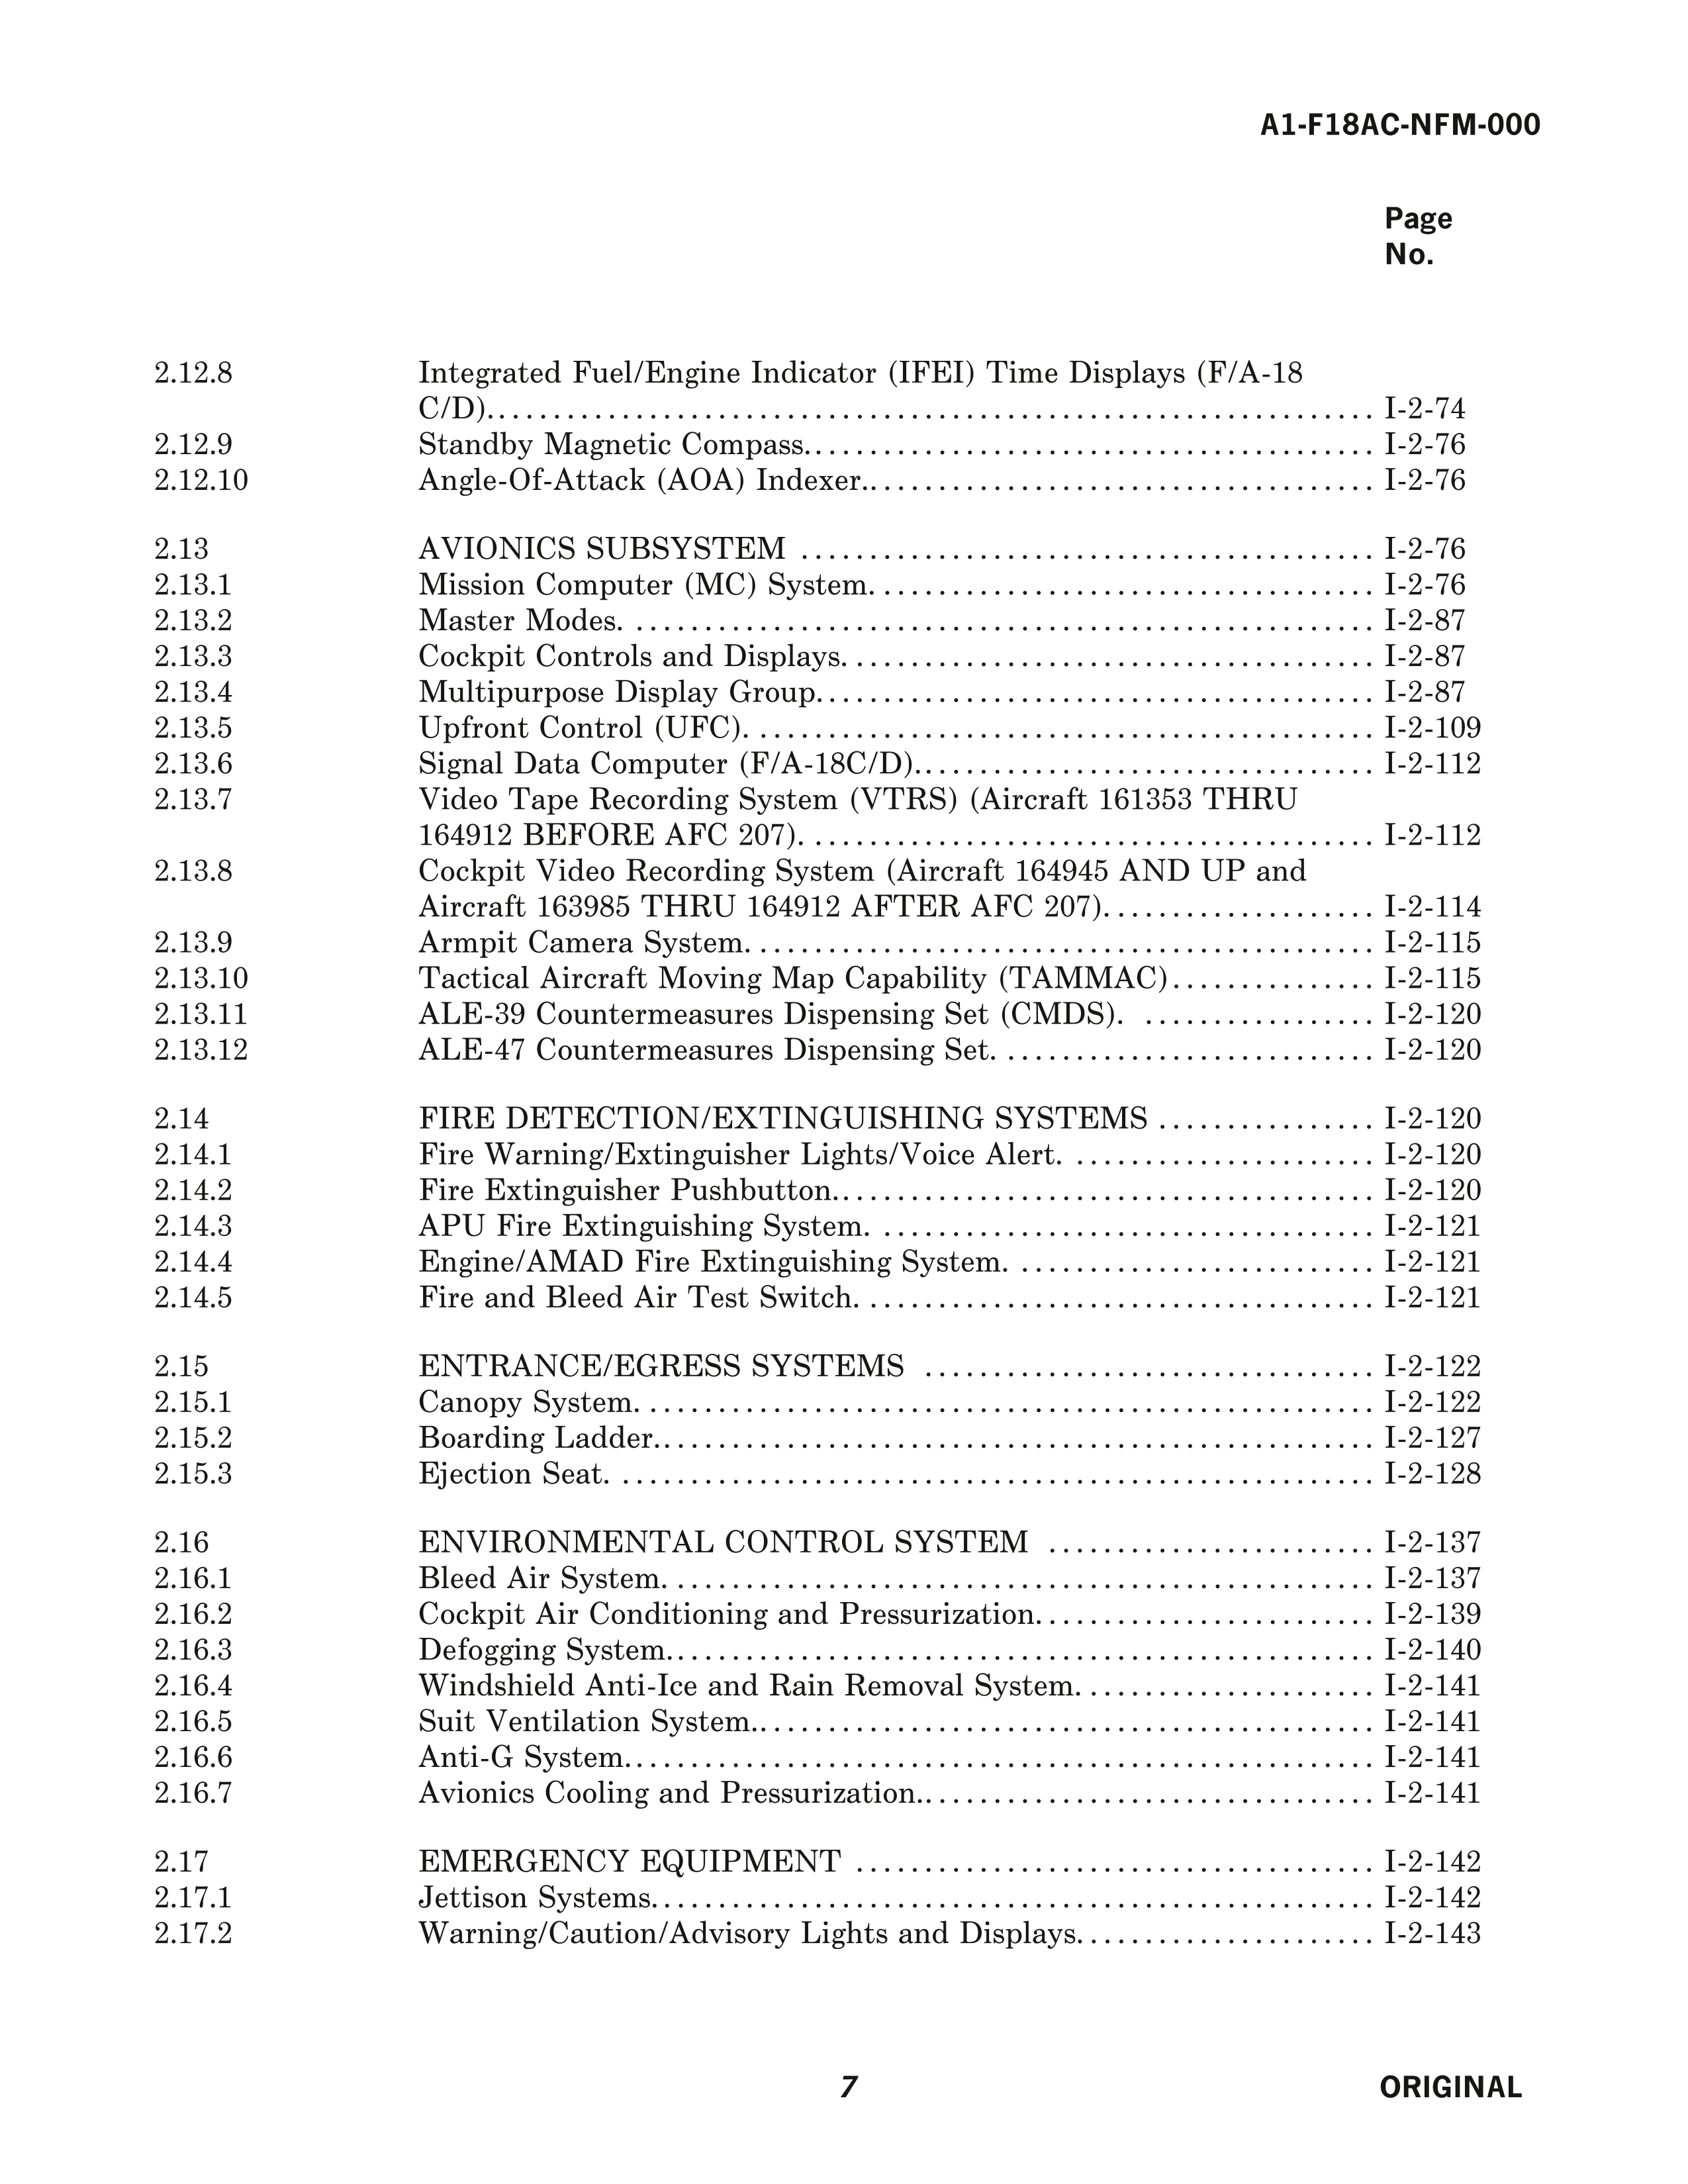 A1-F18AC-NFM-000
Page
No.
2.12.8 Integrated Fuel/Engine Indicator (IFEI) Time Displays (F/A-18
C/D). . . . . . . . . . . . . . . . . . . . I-2-74
2.12.9 Standby Magnetic Compass. . . . . . . . . . . . . . . . . . . . I-2-76
2.12.10 Angle-Of-Attack (AOA) Indexer. . . . . . . . . . . . . . . . . . . . I-2-76
2.13 AVIONICS SUBSYSTEM . . . . . . . . . . . . . . . . . . . . I-2-76
2.13.1 Mission Computer (MC) System. . . . . . . . . . . . . . . . . . . . I-2-76
2.13.2 Master Modes. . . . . . . . . . . . . . . . . . . . I-2-87
2.13.3 Cockpit Controls and Displays. . . . . . . . . . . . . . . . . . . . I-2-87
2.13.4 Multipurpose Display Group. . . . . . . . . . . . . . . . . . . . I-2-87
2.13.5 Upfront Control (UFC). . . . . . . . . . . . . . . . . . . . I-2-109
2.13.6 Signal Data Computer (F/A-18C/D). . . . . . . . . . . . . . . . . . . . I-2-112
2.13.7 Video Tape Recording System (VTRS) (Aircraft 161353 THRU
164912 BEFORE AFC 207). . . . . . . . . . . . . . . . . . . . I-2-112
2.13.8 Cockpit Video Recording System (Aircraft 164945 AND UP and
Aircraft 163985 THRU 164912 AFTER AFC 207). . . . . . . . . . . . . . . . . . . . I-2-114
2.13.9 Armpit Camera System. . . . . . . . . . . . . . . . . . . . I-2-115
2.13.10 Tactical Aircraft Moving Map Capability (TAMMAC) . . . . . . . . . . . . . . . I-2-115
2.13.11 ALE-39 Countermeasures Dispensing Set (CMDS). . . . . . . . . . . . . . . . . . I-2-120
2.13.12 ALE-47 Countermeasures Dispensing Set. . . . . . . . . . . . . . . . . . . . I-2-120
2.14 FIRE DETECTION/EXTINGUISHING SYSTEMS . . . . . . . . . . . . . . . . I-2-120
2.14.1 Fire Warning/Extinguisher Lights/Voice Alert. . . . . . . . . . . . . . . . . . . . I-2-120
2.14.2 Fire Extinguisher Pushbutton. . . . . . . . . . . . . . . . . . . . I-2-120
2.14.3 APU Fire Extinguishing System. . . . . . . . . . . . . . . . . . . . I-2-121
2.14.4 Engine/AMAD Fire Extinguishing System. . . . . . . . . . . . . . . . . . . . I-2-121
2.14.5 Fire and Bleed Air Test Switch. . . . . . . . . . . . . . . . . . . . I-2-121
2.15 ENTRANCE/EGRESS SYSTEMS . . . . . . . . . . . . . . . . . . . . I-2-122
2.15.1 Canopy System. . . . . . . . . . . . . . . . . . . . I-2-122
2.15.2 Boarding Ladder. . . . . . . . . . . . . . . . . . . . I-2-127
2.15.3 Ejection Seat. . . . . . . . . . . . . . . . . . . . I-2-128
2.16 ENVIRONMENTAL CONTROL SYSTEM . . . . . . . . . . . . . . . . . . . . I-2-137
2.16.1 Bleed Air System. . . . . . . . . . . . . . . . . . . . I-2-137
2.16.2 Cockpit Air Conditioning and Pressurization. . . . . . . . . . . . . . . . . . . . I-2-139
2.16.3 Defogging System. . . . . . . . . . . . . . . . . . . . I-2-140
2.16.4 Windshield Anti-Ice and Rain Removal System. . . . . . . . . . . . . . . . . . . . I-2-141
2.16.5 Suit Ventilation System. . . . . . . . . . . . . . . . . . . . I-2-141
2.16.6 Anti-G System. . . . . . . . . . . . . . . . . . . . I-2-141
2.16.7 Avionics Cooling and Pressurization. . . . . . . . . . . . . . . . . . . . I-2-141
2.17 EMERGENCY EQUIPMENT . . . . . . . . . . . . . . . . . . . . I-2-142
2.17.1 Jettison Systems. . . . . . . . . . . . . . . . . . . . I-2-142
2.17.2 Warning/Caution/Advisory Lights and Displays. . . . . . . . . . . . . . . . . . . . I-2-143
7 ORIGINAL